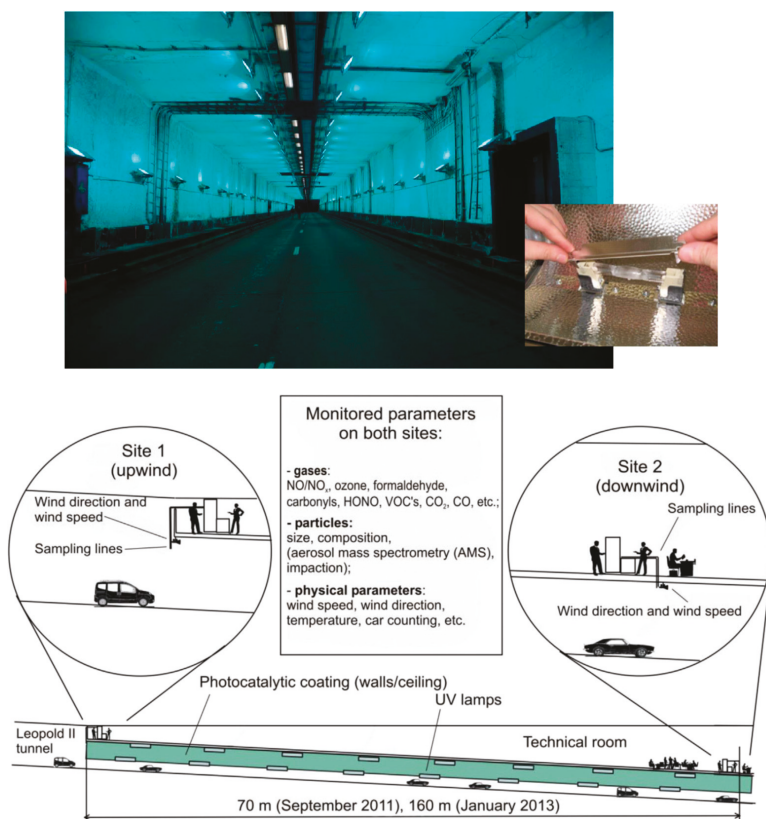 Monitored parameters
on both sites:
- gases:
NO/NOₓ, ozone, formaldehyde,
carbonyls, HONO, VOC's, CO₂, CO, etc.;
- particles:
size, composition,
(aerosol mass spectrometry (AMS),
impaction);
- physical parameters:
wind speed, wind direction,
temperature, car counting, etc.
Site 1
(upwind)
Wind direction and
wind speed
Sampling lines
Site 2
(downwind)
Sampling lines
Wind direction and wind speed
Photocatalytic coating (walls/ceiling)
UV lamps
Leopold II
tunnel
Technical room
70 m (September 2011), 160 m (January 2013)